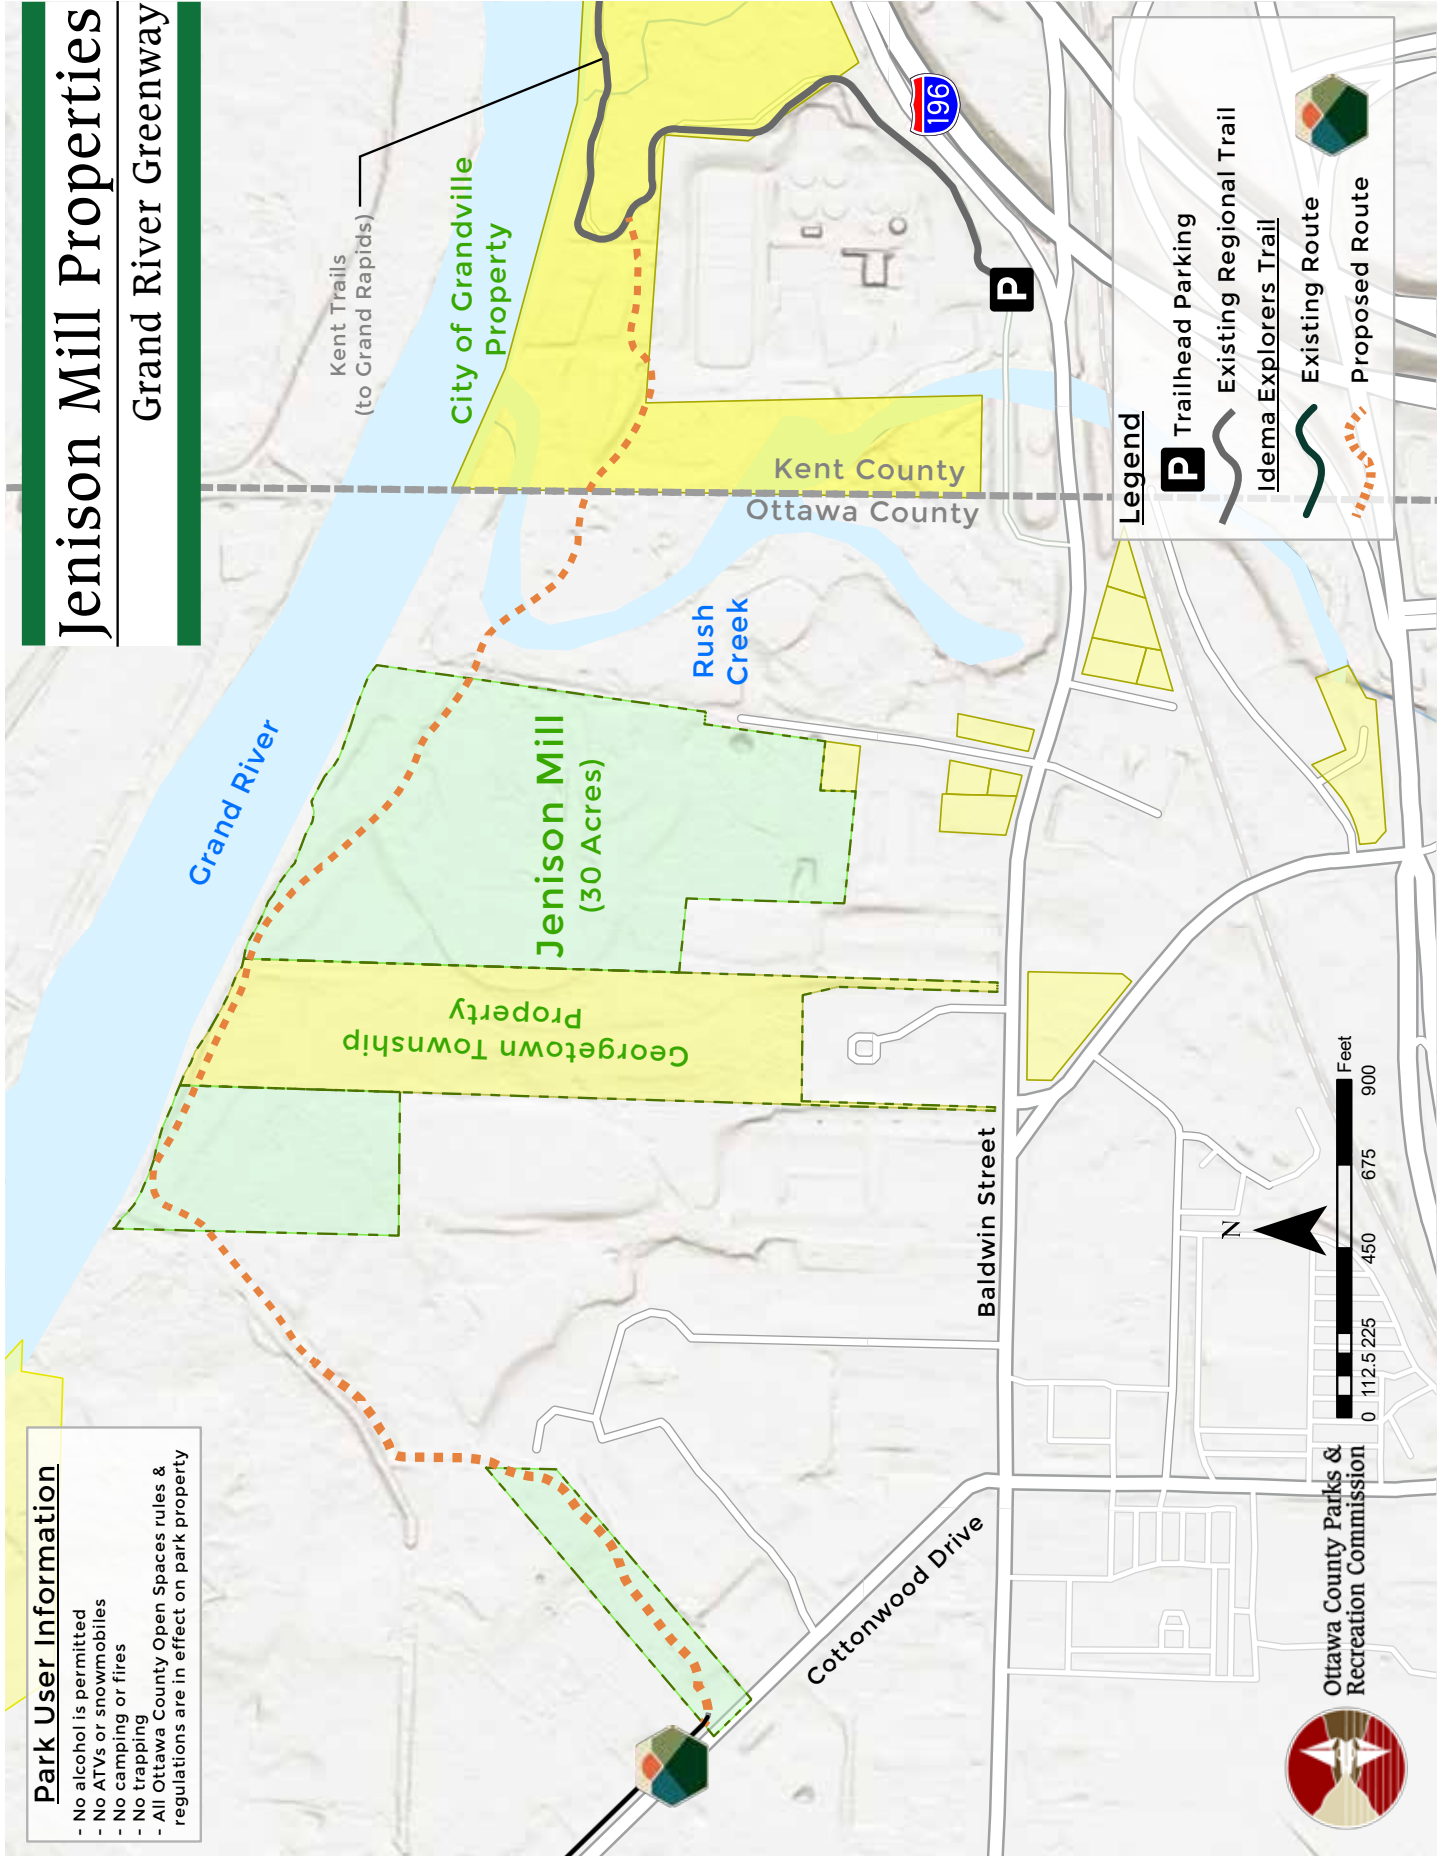 Jenison Mill Properties
Grand River Greenway
Park User Information
- No alcohol is permitted
- No ATVs or snowmobiles
- No camping or fires
- No trapping
- All Ottawa County Open Spaces rules &
regulations are in effect on park property
Kent Trails
(to Grand Rapids)
City of Grandville
Property
Grand River
Kent County
Ottawa County
Rush
Creek
Jenison Mill
(30 Acres)
Georgetown Township
Property
196
P
Baldwin Street
Cottonwood Drive
Legend
P Trailhead Parking
Existing Regional Trail
Idema Explorers Trail
Existing Route
Proposed Route
N
Feet
0 112.5 225 450 675 900
Ottawa County Parks &
Recreation Commission